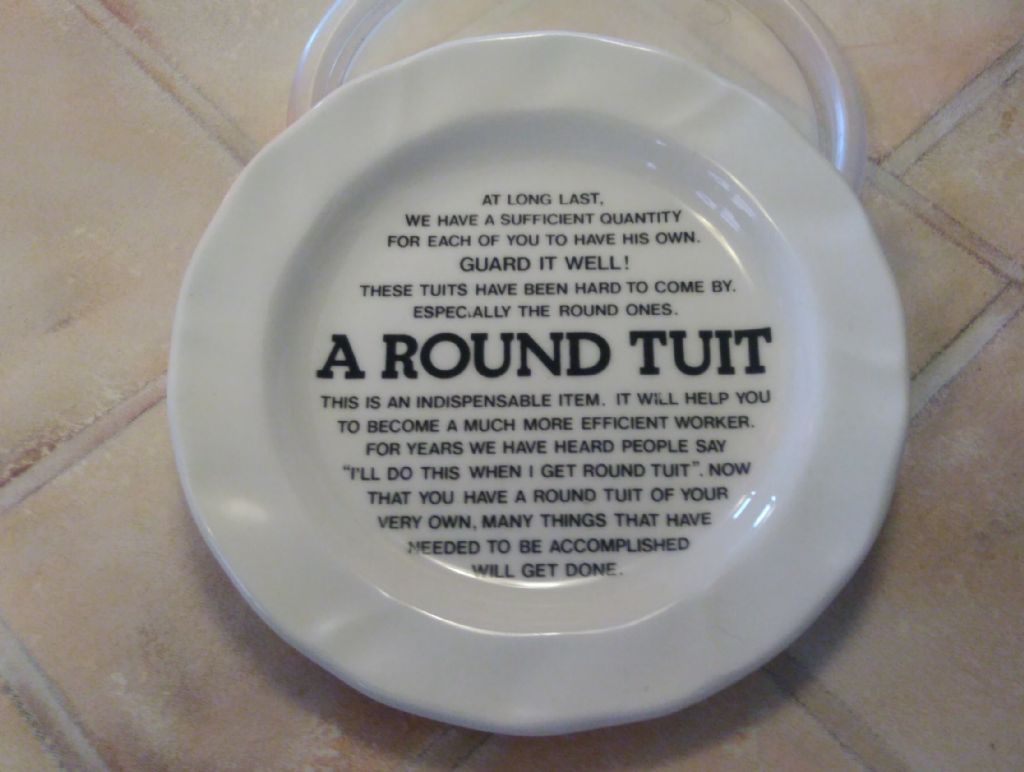 AT LONG LAST,
WE HAVE A SUFFICIENT QUANTITY
FOR EACH OF YOU TO HAVE HIS OWN.
GUARD IT WELL!
THESE TUITS HAVE BEEN HARD TO COME BY.
ESPECIALLY THE ROUND ONES.
A ROUND TUIT
THIS IS AN INDISPENSABLE ITEM. IT WILL HELP YOU
TO BECOME A MUCH MORE EFFICIENT WORKER.
FOR YEARS WE HAVE HEARD PEOPLE SAY
"I'LL DO THIS WHEN I GET ROUND TUIT". NOW
THAT YOU HAVE A ROUND TUIT OF YOUR
VERY OWN, MANY THINGS THAT HAVE
NEEDED TO BE ACCOMPLISHED
WILL GET DONE.